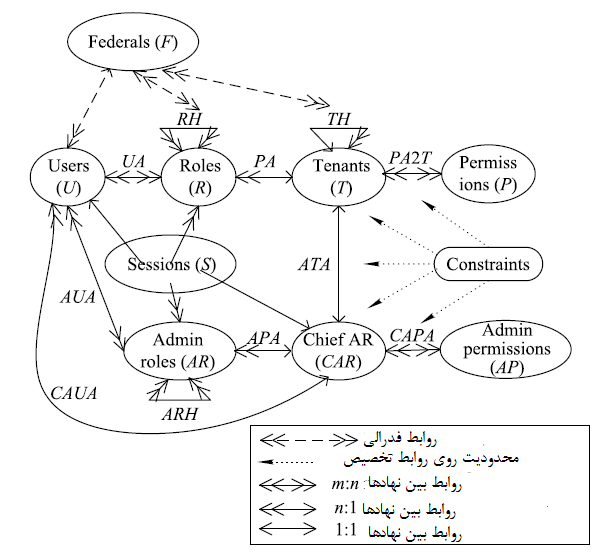 Federals (F)
RH
TH
Users
(U)
UA
Roles
(R)
PA
Tenants
(T)
PA2T
Permiss
ions (P)
Sessions (S)
ATA
Constraints
AUA
Admin
roles (AR)
APA
Chief AR
(CAR)
CAPA
Admin
permissions
(AP)
CAUA
ARH
روابط فدرالی
محدودیت روی روابط تخصیص
m:n روابط بین نهادها:
n:1 روابط بین نهادها
1:1 روابط بین نهادها